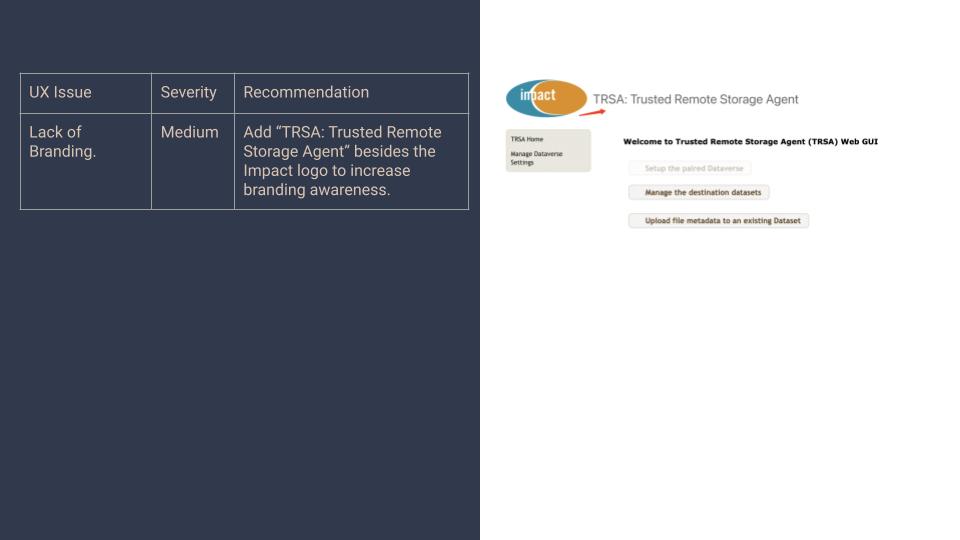 UX Issue
Severity
Recommendation
Lack of
Branding.
Medium
Add “TRSA: Trusted Remote
Storage Agent” besides the
Impact logo to increase
branding awareness.
impact
TRSA: Trusted Remote Storage Agent
TRSA Home
Manage Dataverse
Settings
Welcome to Trusted Remote Storage Agent (TRSA) Web GUI
Setup the paired Dataverse
Manage the destination datasets
Upload file metadata to an existing Dataset